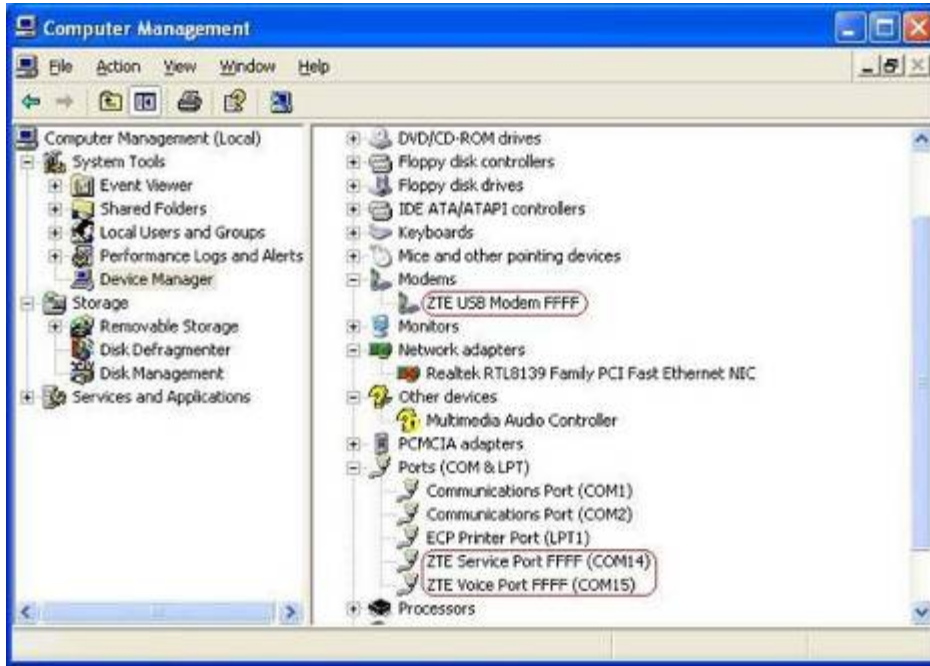 Computer Management
File Action View Window Help
Computer Management (Local)
System Tools
Event Viewer
Shared Folders
Local Users and Groups
Performance Logs and Alerts
Device Manager
Storage
Removable Storage
Disk Defragmenter
Disk Management
Services and Applications
DVD/CD-ROM drives
Floppy disk controllers
Floppy disk drives
IDE ATA/ATAPI controllers
Keyboards
Mice and other pointing devices
Modems
ZTE USB Modem FFFF
Monitors
Network adapters
Realtek RTL8139 Family PCI Fast Ethernet NIC
Other devices
Multimedia Audio Controller
PCMCIA adapters
Ports (COM & LPT)
Communications Port (COM1)
Communications Port (COM2)
ECP Printer Port (LPT1)
ZTE Service Port FFFF (COM14)
ZTE Voice Port FFFF (COM15)
Processors